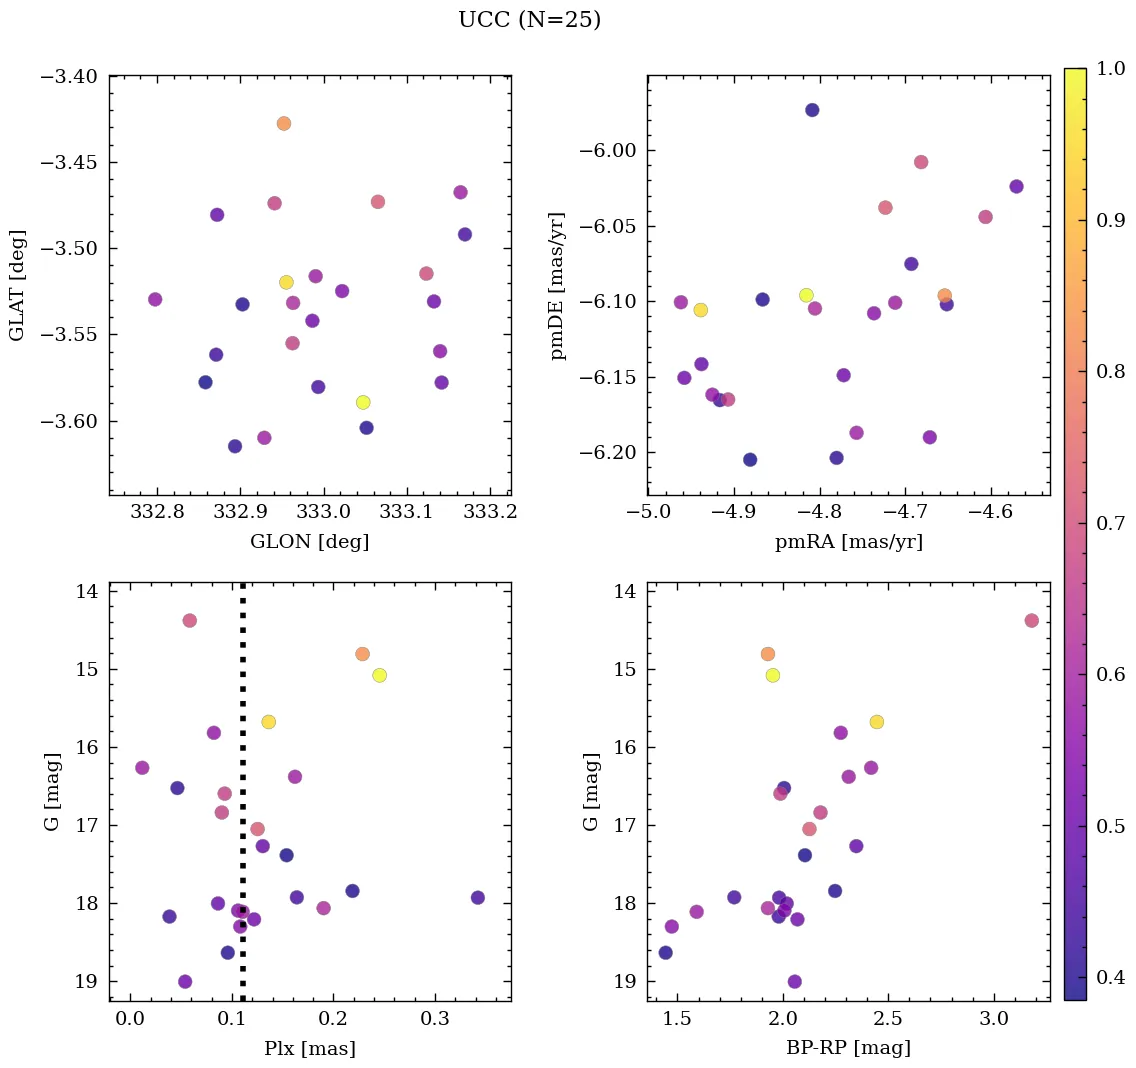 UCC (N=25)
−3.40
−3.45
−3.50
−3.55
−3.60
GLAT [deg]
332.8 332.9 333.0 333.1 333.2
GLON [deg]
−6.00
−6.05
−6.10
−6.15
−6.20
pmDE [mas/yr]
−5.0 −4.9 −4.8 −4.7 −4.6
pmRA [mas/yr]
1.0
0.9
0.8
0.7
0.6
0.5
0.4
14
15
16
17
18
19
G [mag]
0.0 0.1 0.2 0.3
Plx [mas]
14
15
16
17
18
19
G [mag]
1.5 2.0 2.5 3.0
BP-RP [mag]